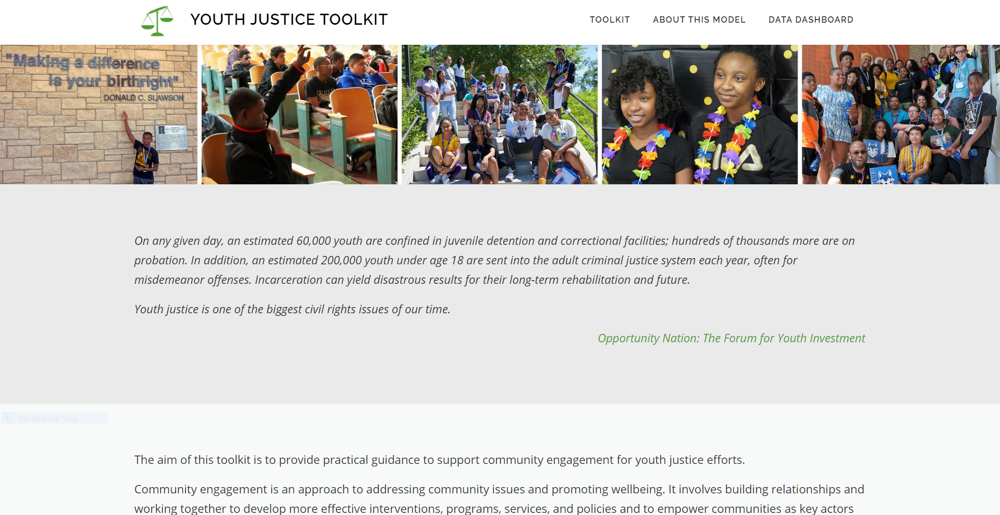 YOUTH JUSTICE TOOLKIT
TOOLKIT
ABOUT THIS MODEL
DATA DASHBOARD
"Making a difference
is your birthright"
DONALD C. SLAWSON
On any given day, an estimated 60,000 youth are confined in juvenile detention and correctional facilities; hundreds of thousands more are on
probation. In addition, an estimated 200,000 youth under age 18 are sent into the adult criminal justice system each year, often for
misdemeanor offenses. Incarceration can yield disastrous results for their long-term rehabilitation and future.
Youth justice is one of the biggest civil rights issues of our time.
Opportunity Nation: The Forum for Youth Investment
Rectangular Snip
The aim of this toolkit is to provide practical guidance to support community engagement for youth justice efforts.
Community engagement is an approach to addressing community issues and promoting wellbeing. It involves building relationships and
working together to develop more effective interventions, programs, services, and policies and to empower communities as key actors